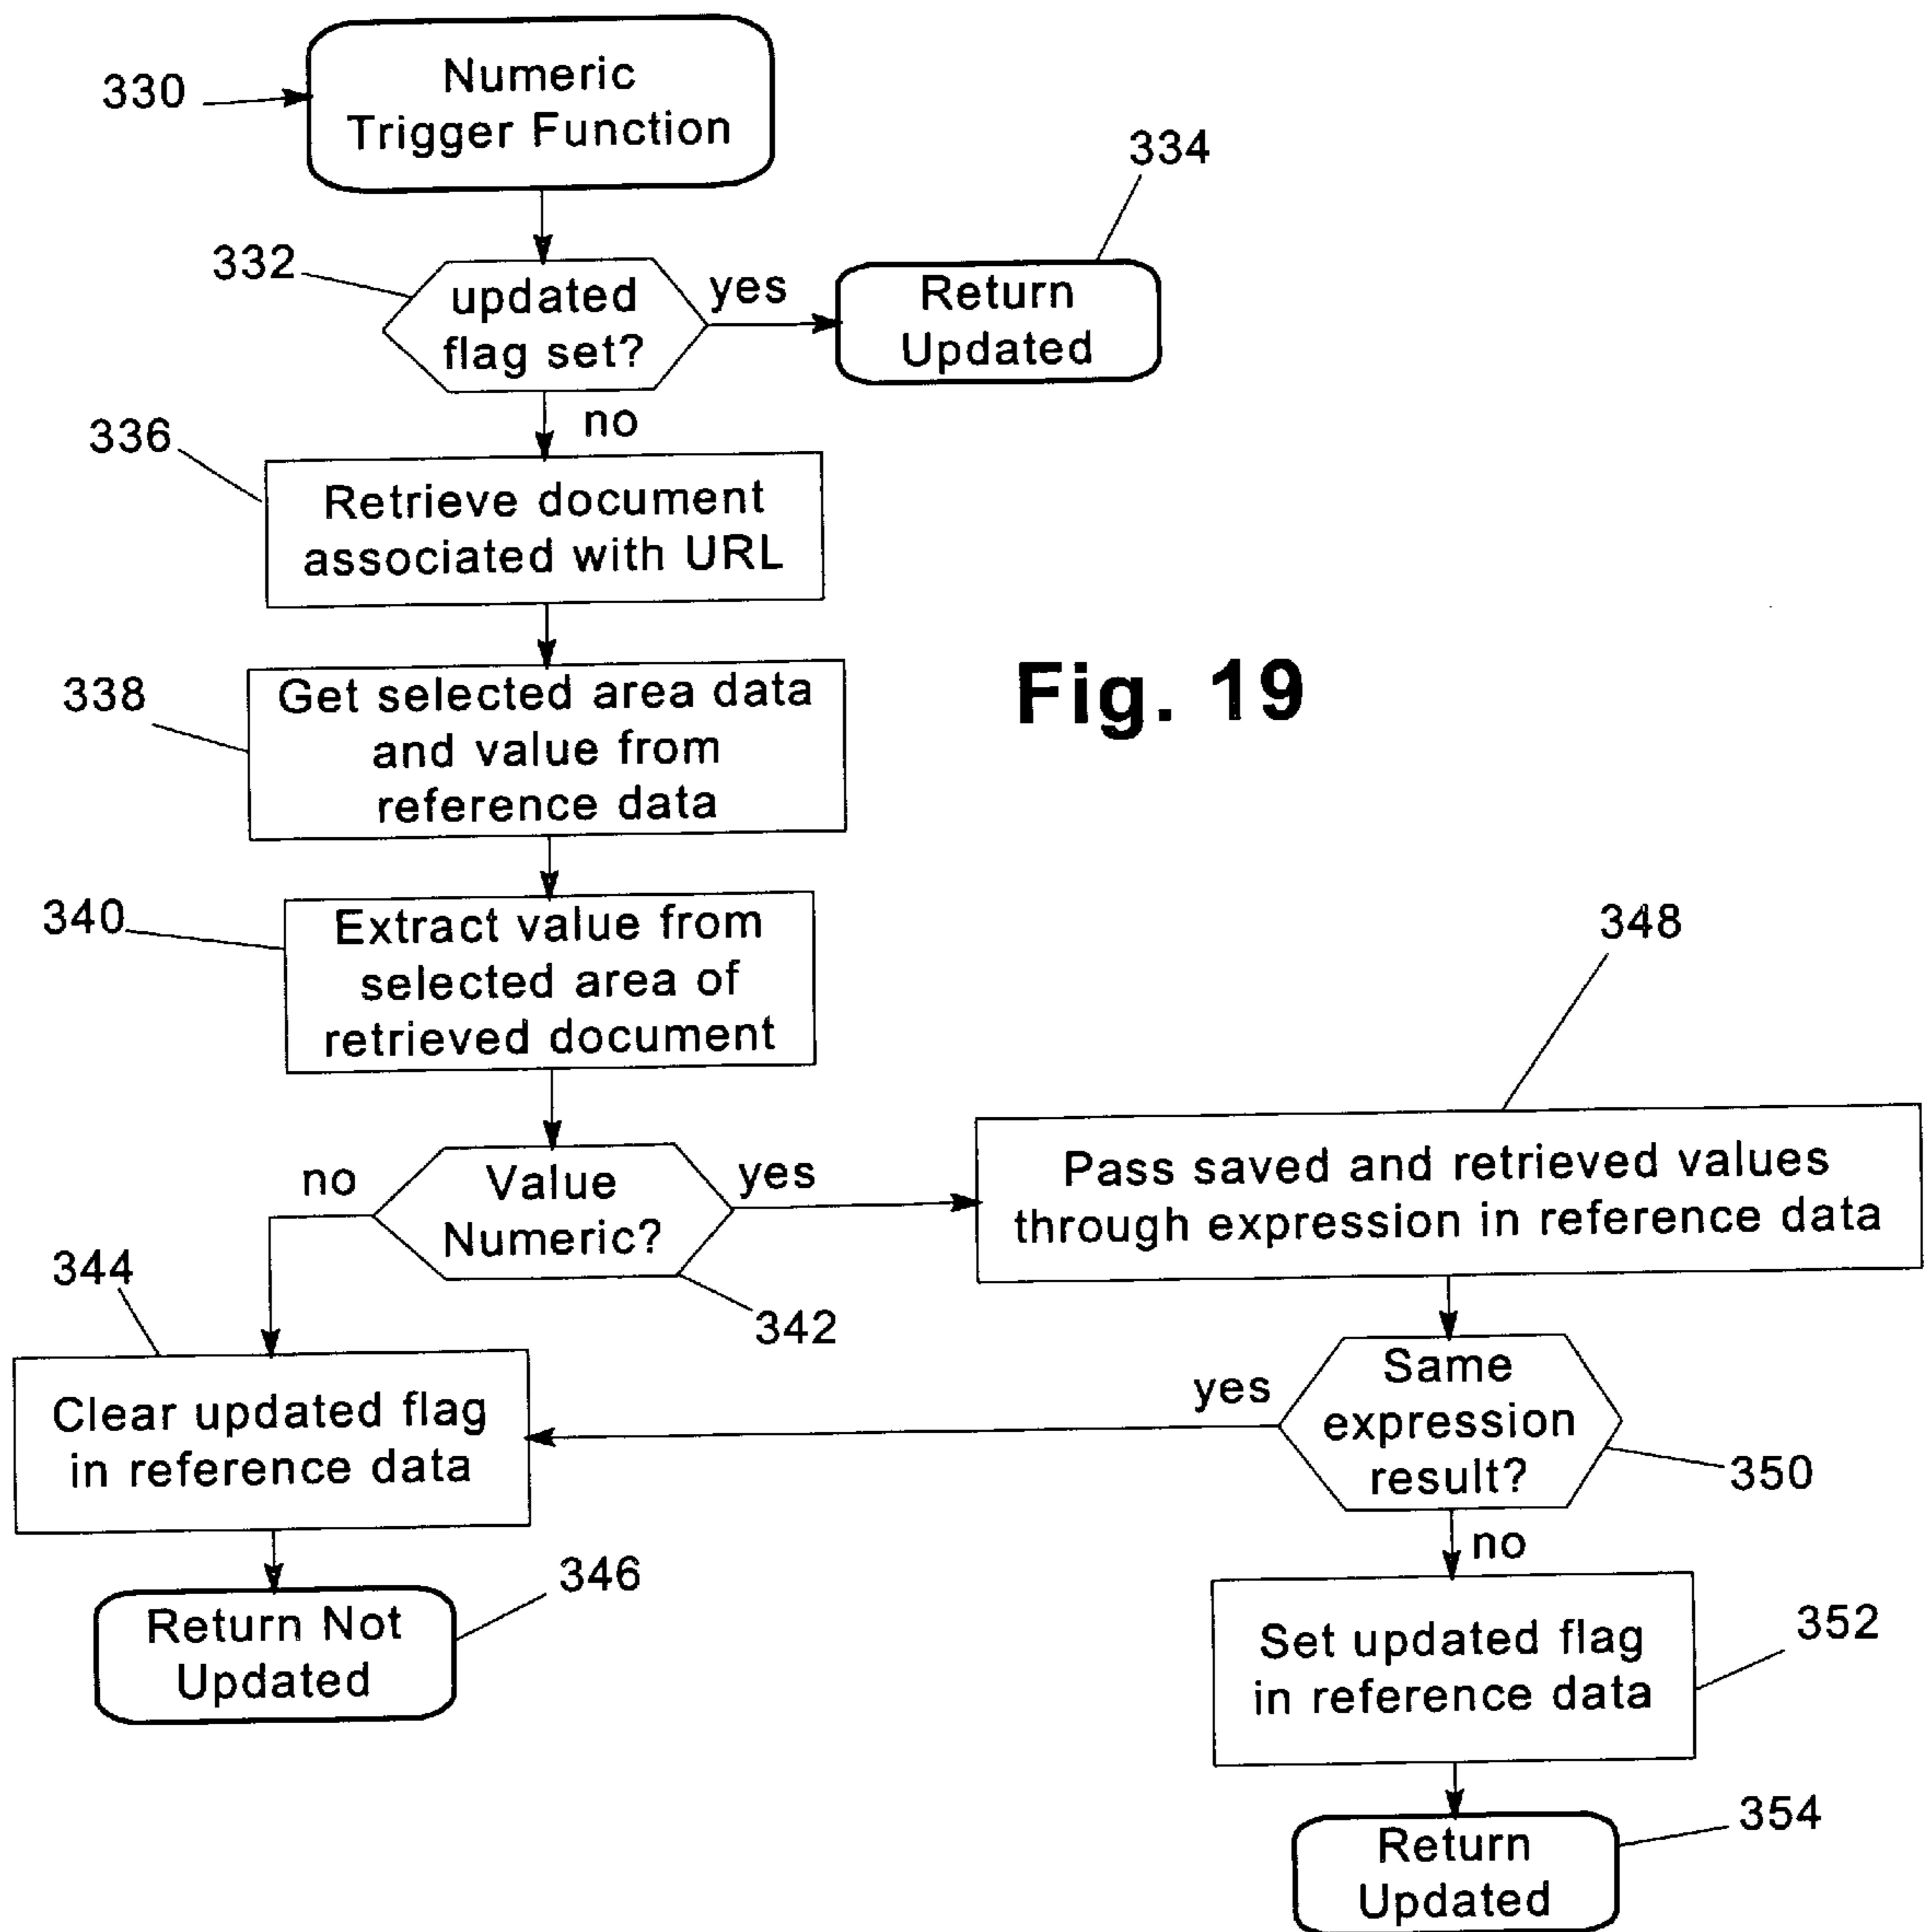 330
Numeric
Trigger Function
334
332
updated
flag set?
yes
Return
Updated
no
336
Retrieve document
associated with URL
Fig. 19
338
Get selected area data
and value from
reference data
340
Extract value from
selected area of
retrieved document
348
no
Value
Numeric?
yes
342
Pass saved and retrieved values
through expression in reference data
344
Clear updated flag
in reference data
yes
Same
expression
result?
350
no
346
Return Not
Updated
Set updated flag
in reference data
352
354
Return
Updated